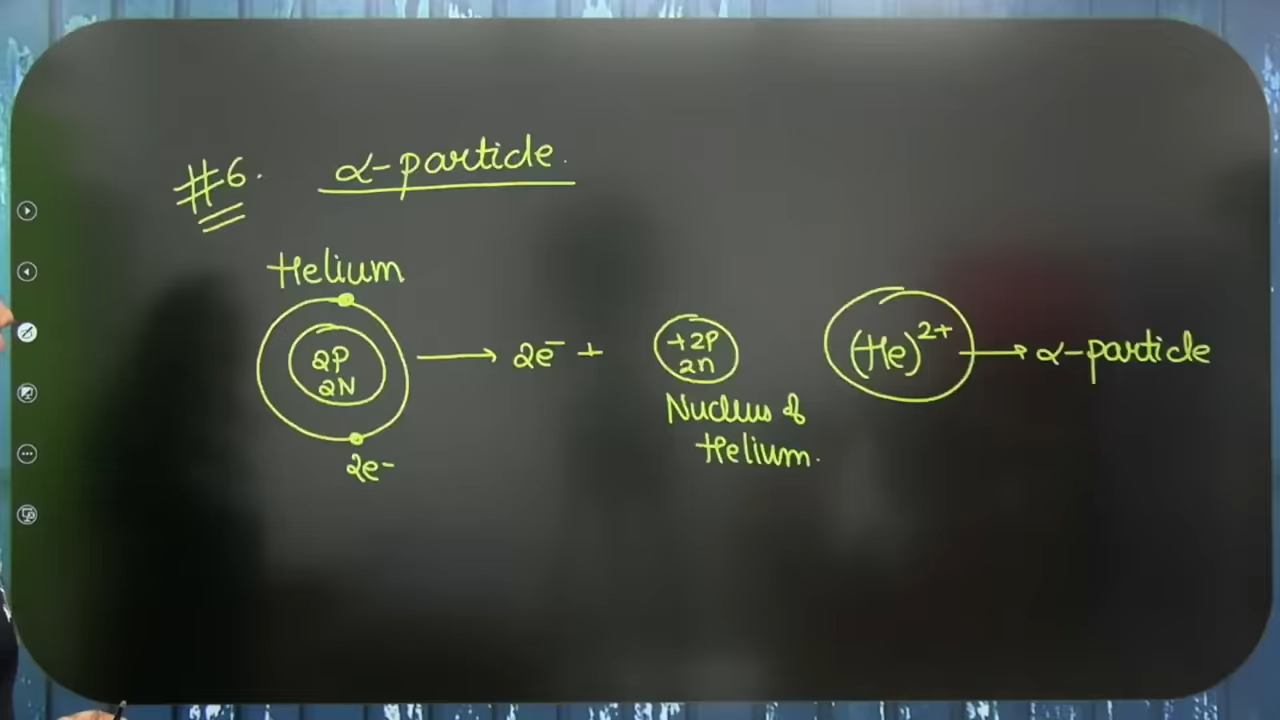 #6. α-particle.
Helium
2P
2N
2e-
→ 2e- +
+2P
2n
Nucleus of
Helium.
(He)2+ → α-particle